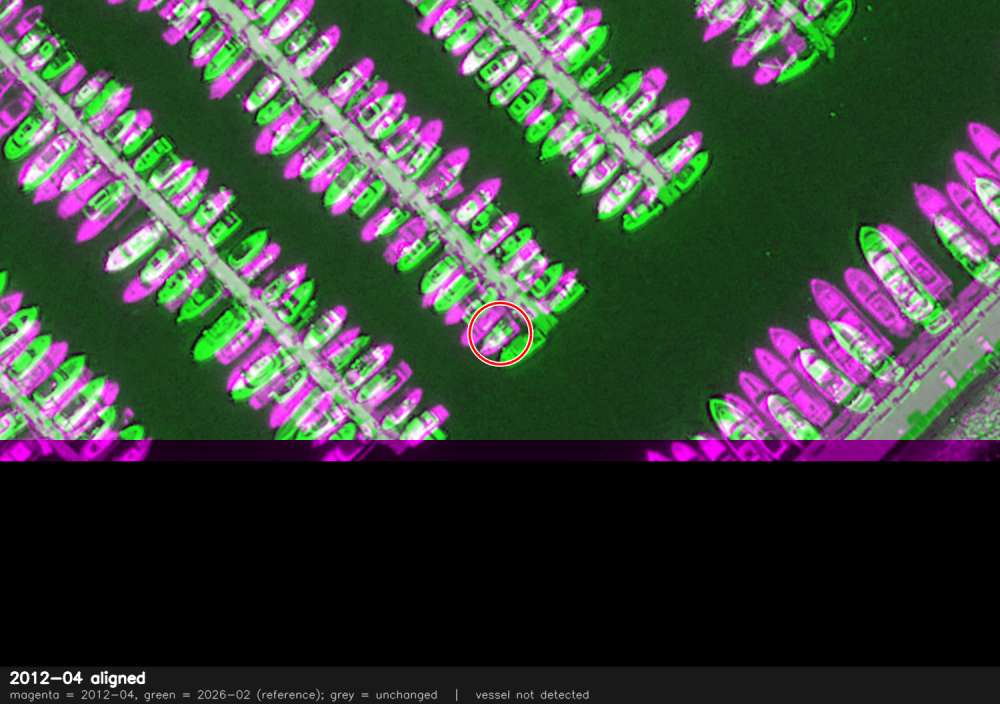 2012-04 aligned
magenta = 2012-04, green = 2026-02 (reference); grey = unchanged | vessel not detected